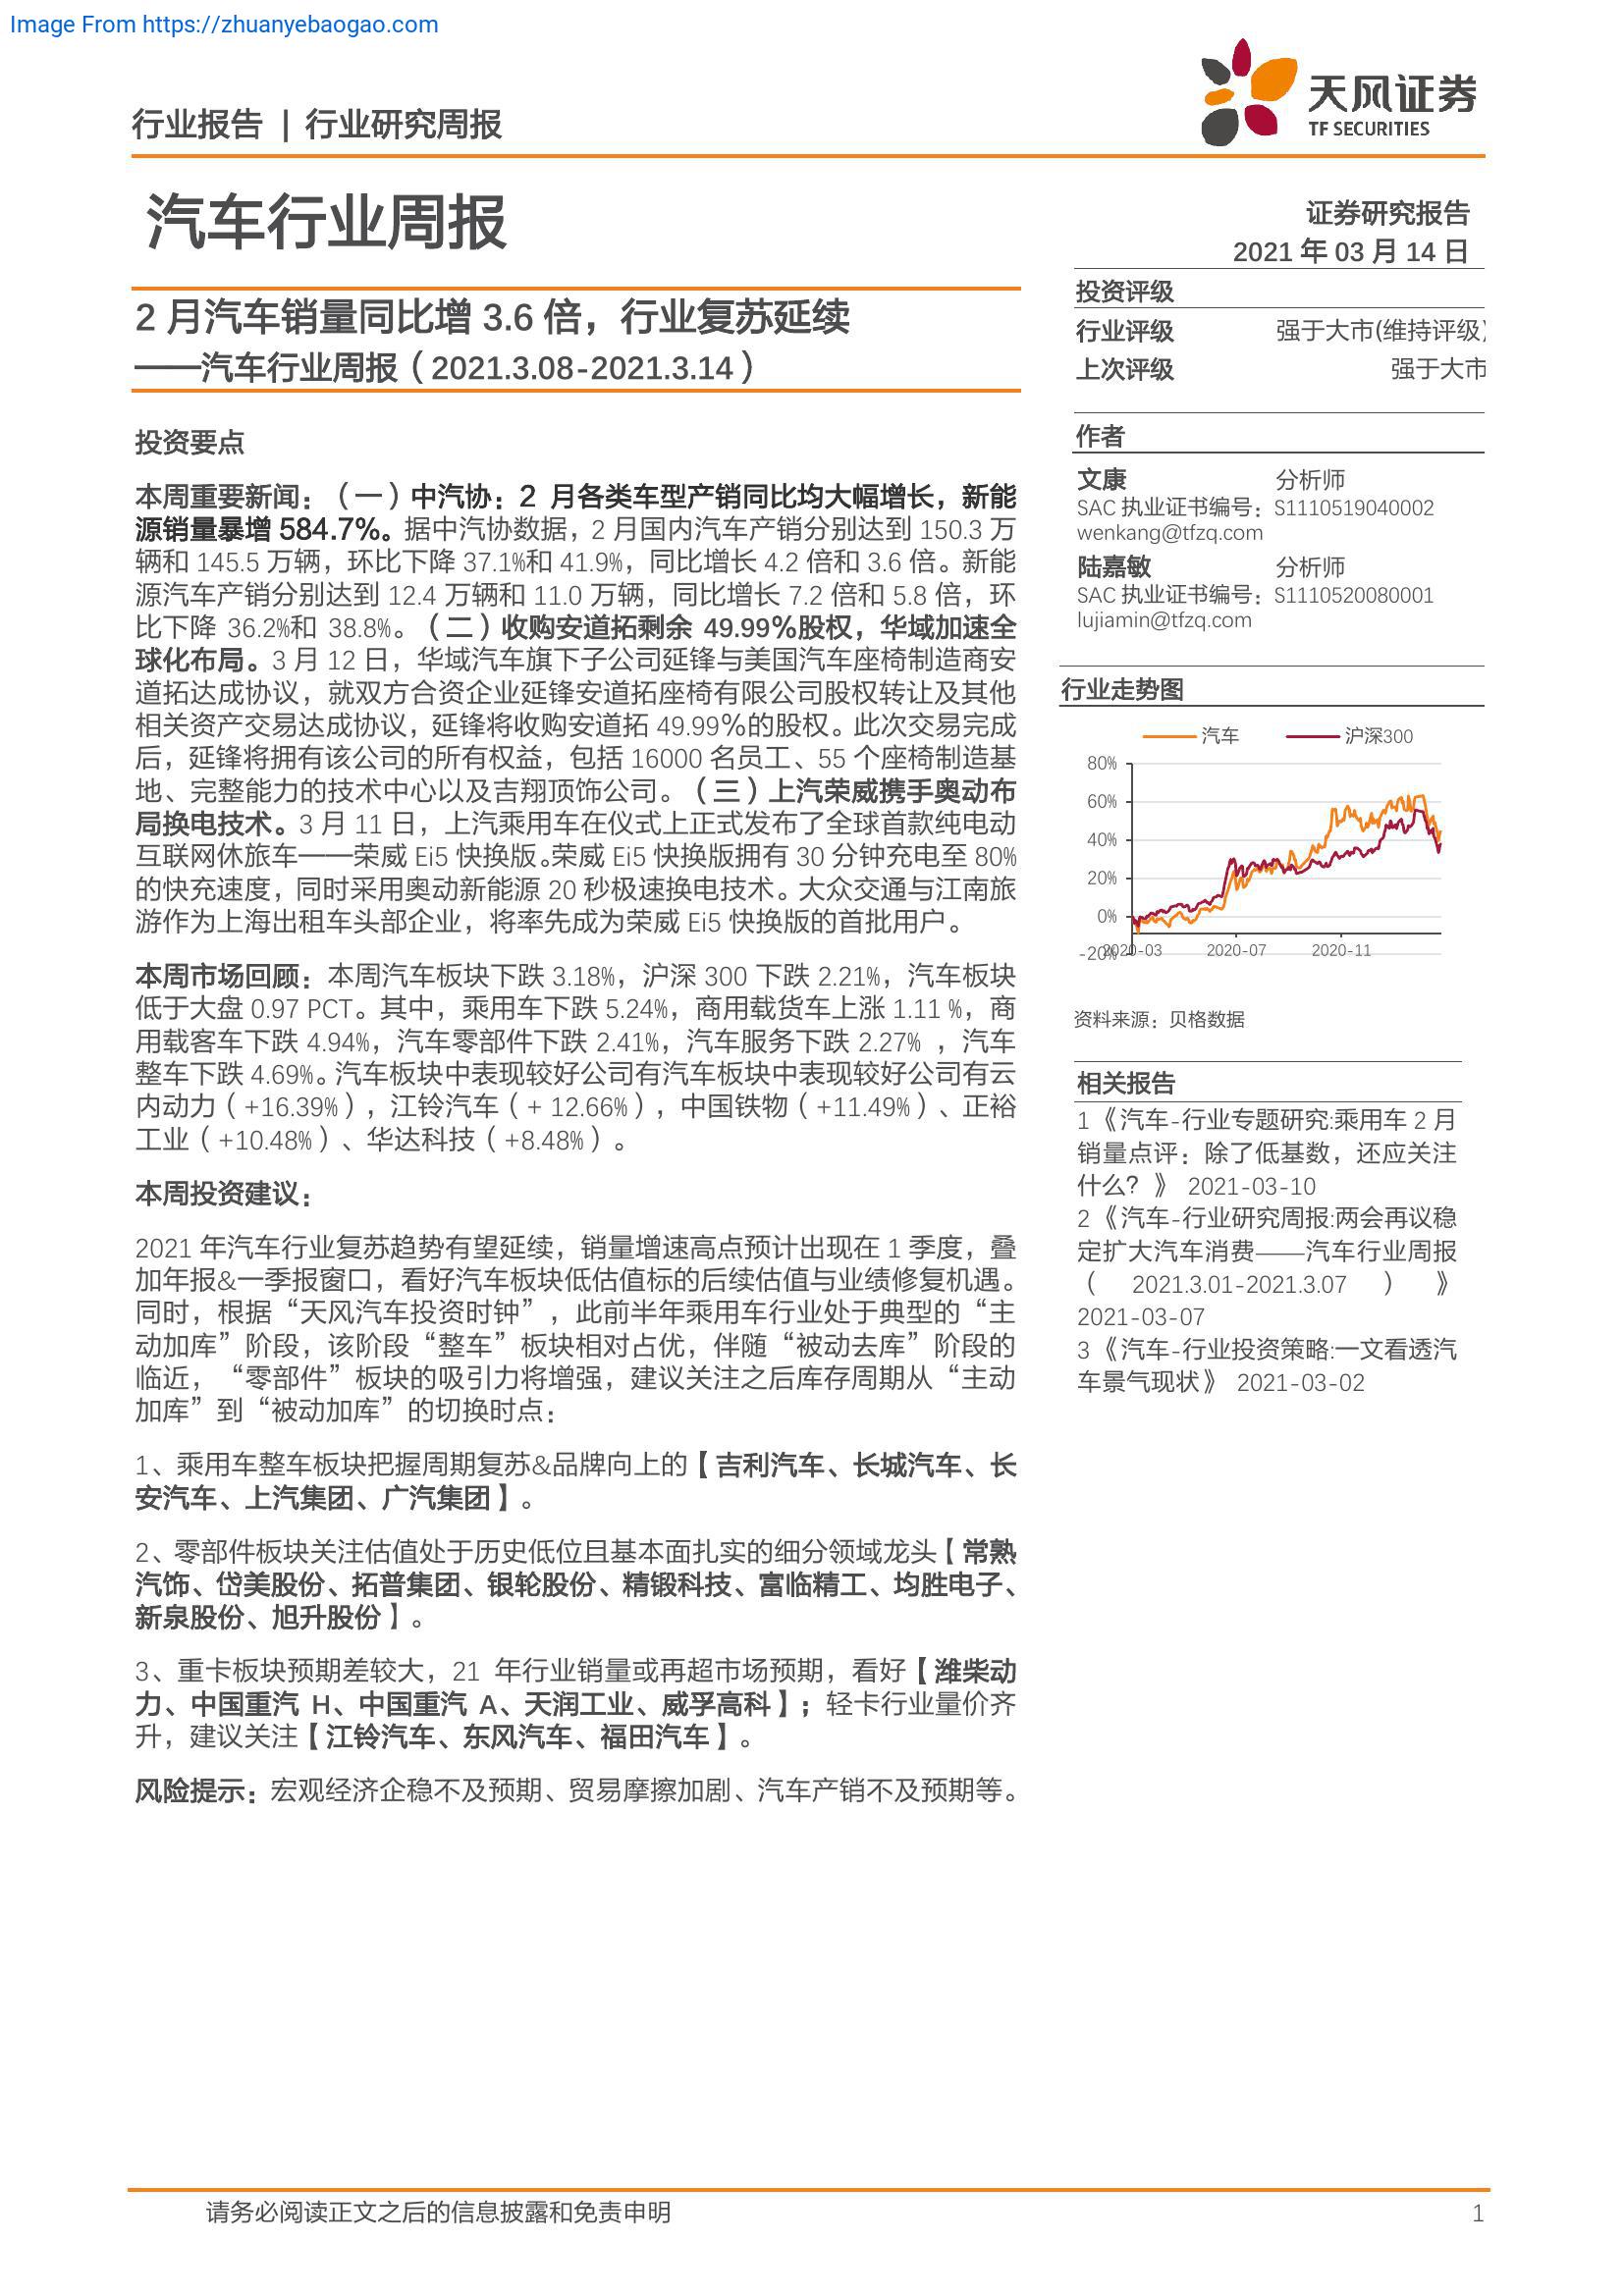 Image From https://zhuanyebaogao.com
行业报告 | 行业研究周报
天风证券
TF SECURITIES
汽车行业周报
证券研究报告
2021 年 03 月 14 日
2 月汽车销量同比增 3.6 倍，行业复苏延续
——汽车行业周报（2021.3.08-2021.3.14）
投资要点
本周重要新闻：（一）中汽协：2 月各类车型产销同比均大幅增长，新能
源销量暴增 584.7%。据中汽协数据，2 月国内汽车产销分别达到 150.3 万
辆和 145.5 万辆，环比下降 37.1%和 41.9%，同比增长 4.2 倍和 3.6 倍。新能
源汽车产销分别达到 12.4 万辆和 11.0 万辆，同比增长 7.2 倍和 5.8 倍，环
比下降 36.2%和 38.8%。（二）收购安道拓剩余 49.99%股权，华域加速全
球化布局。3 月 12 日，华域汽车旗下子公司延锋与美国汽车座椅制造商安
道拓达成协议，就双方合资企业延锋安道拓座椅有限公司股权转让及其他
相关资产交易达成协议，延锋将收购安道拓 49.99%的股权。此次交易完成
后，延锋将拥有该公司的所有权益，包括 16000 名员工、55 个座椅制造基
地、完整能力的技术中心以及吉翔顶饰公司。（三）上汽荣威携手奥动布
局换电技术。3 月 11 日，上汽乘用车在仪式上正式发布了全球首款纯电动
互联网休旅车——荣威 Ei5 快换版。荣威 Ei5 快换版拥有 30 分钟充电至 80%
的快充速度，同时采用奥动新能源 20 秒极速换电技术。大众交通与江南旅
游作为上海出租车头部企业，将率先成为荣威 Ei5 快换版的首批用户。
本周市场回顾：本周汽车板块下跌 3.18%，沪深 300 下跌 2.21%，汽车板块
低于大盘 0.97 PCT。其中，乘用车下跌 5.24%，商用载货车上涨 1.11 %，商
用载客车下跌 4.94%，汽车零部件下跌 2.41%，汽车服务下跌 2.27% ，汽车
整车下跌 4.69%。汽车板块中表现较好公司有汽车板块中表现较好公司有云
内动力（+16.39%），江铃汽车（+ 12.66%），中国铁物（+11.49%）、正裕
工业（+10.48%）、华达科技（+8.48%）。
本周投资建议：
2021 年汽车行业复苏趋势有望延续，销量增速高点预计出现在 1 季度，叠
加年报&一季报窗口，看好汽车板块低估值标的后续估值与业绩修复机遇。
同时，根据“天风汽车投资时钟”，此前半年乘用车行业处于典型的“主
动加库”阶段，该阶段“整车”板块相对占优，伴随“被动去库”阶段的
临近，“零部件”板块的吸引力将增强，建议关注之后库存周期从“主动
加库”到“被动加库”的切换时点：
1、乘用车整车板块把握周期复苏&品牌向上的【吉利汽车、长城汽车、长
安汽车、上汽集团、广汽集团】。
2、零部件板块关注估值处于历史低位且基本面扎实的细分领域龙头【常熟
汽饰、岱美股份、拓普集团、银轮股份、精锻科技、富临精工、均胜电子、
新泉股份、旭升股份】。
3、重卡板块预期差较大，21 年行业销量或再超市场预期，看好【潍柴动
力、中国重汽 H、中国重汽 A、天润工业、威孚高科】；轻卡行业量价齐
升，建议关注【江铃汽车、东风汽车、福田汽车】。
风险提示：宏观经济企稳不及预期、贸易摩擦加剧、汽车产销不及预期等。
投资评级
行业评级 强于大市(维持评级)
上次评级 强于大市
作者
文康 分析师
SAC 执业证书编号：S1110519040002
wenkang@tfzq.com
陆嘉敏 分析师
SAC 执业证书编号：S1110520080001
lujiamin@tfzq.com
行业走势图
汽车 沪深300
80%
60%
40%
20%
0%
-20%
2020-03 2020-07 2020-11
资料来源：贝格数据
相关报告
1 《汽车-行业专题研究:乘用车 2 月
销量点评：除了低基数，还应关注
什么？》 2021-03-10
2 《汽车-行业研究周报:两会再议稳
定扩大汽车消费——汽车行业周报
（ 2021.3.01-2021.3.07 ）》
2021-03-07
3 《汽车-行业投资策略:一文看透汽
车景气现状》 2021-03-02
请务必阅读正文之后的信息披露和免责申明 1